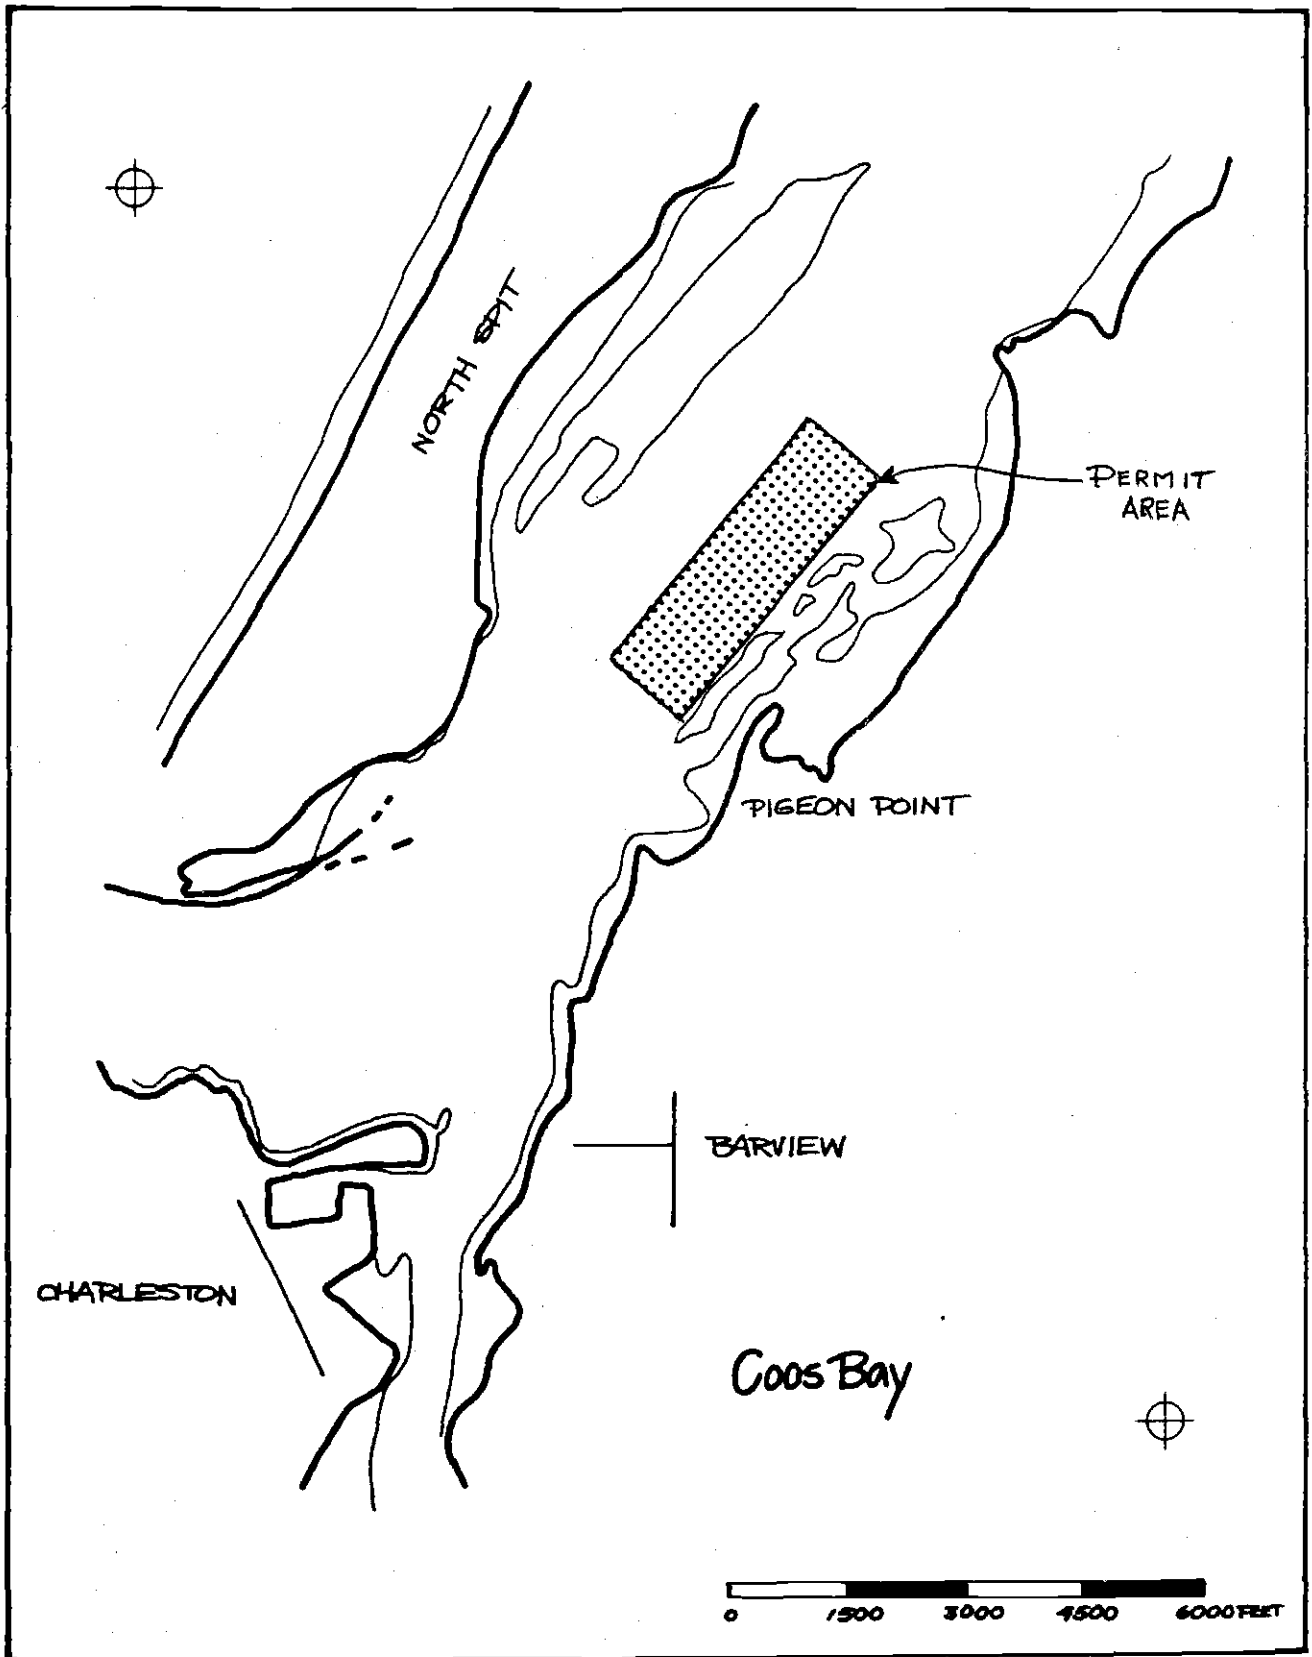 NORTH SPIT
PERMIT
AREA
PIGEON POINT
BARVIEW
CHARLESTON
Coos Bay
0 1500 3000 4500 6000 FEET